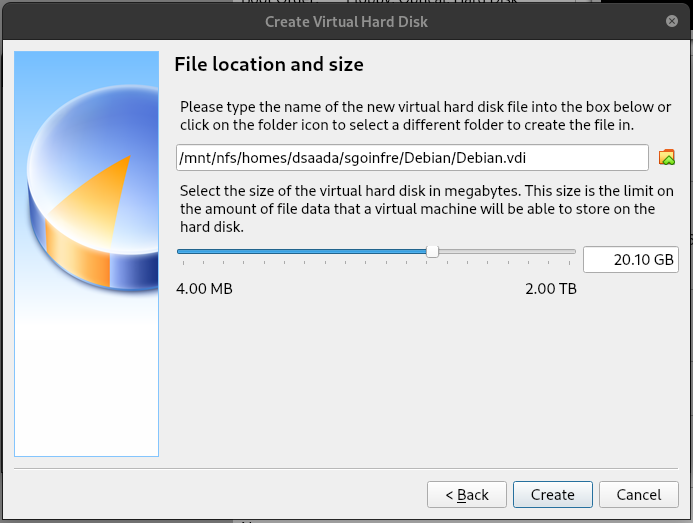 Create Virtual Hard Disk
File location and size
Please type the name of the new virtual hard disk file into the box below or
click on the folder icon to select a different folder to create the file in.
/mnt/nfs/homes/dsaada/sgoinfre/Debian/Debian.vdi
Select the size of the virtual hard disk in megabytes. This size is the limit on
the amount of file data that a virtual machine will be able to store on the
hard disk.
20.10 GB
4.00 MB
2.00 TB
< Back
Create
Cancel